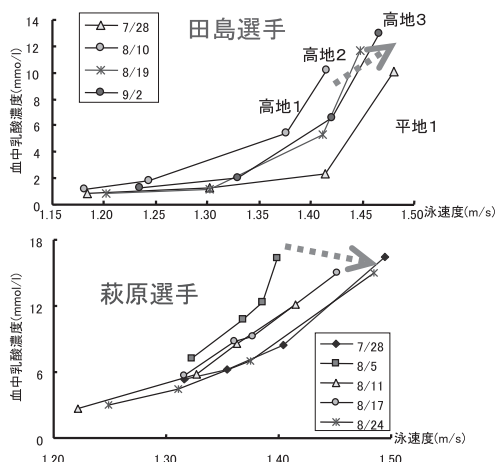 田島選手
7/28
8/10
8/19
9/2
高地3
高地2
高地1
平地1
血中乳酸濃度(mmo/l)
14
12
10
8
6
4
2
0
1.15 1.20 1.25 1.30 1.35 1.40 1.45 1.50 泳速度(m/s)
萩原選手
血中乳酸濃度(mmol/l)
18
12
6
0
7/28
8/5
8/11
8/17
8/24
1.20 1.30 1.40 1.50
泳速度(m/s)